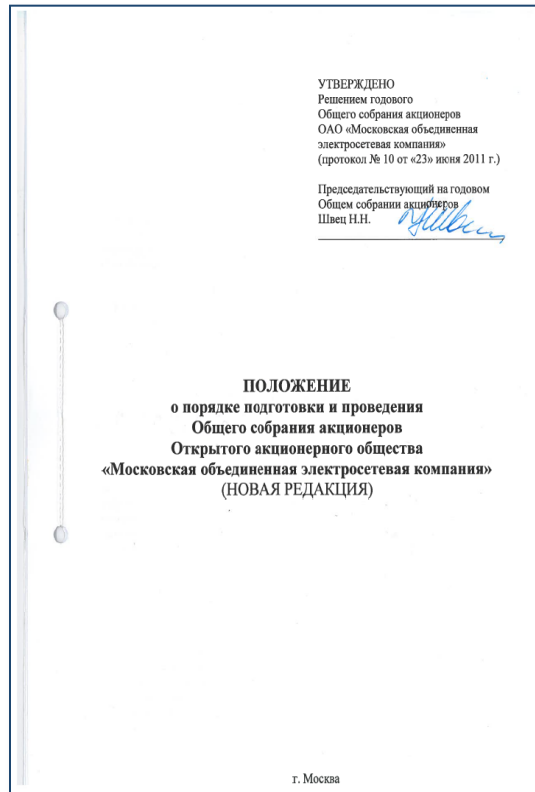 УТВЕРЖДЕНО
Решением годового
Общего собрания акционеров
ОАО «Московская объединенная
электросетевая компания»
(протокол № 10 от «23» июня 2011 г.)
Председательствующий на годовом
Общем собрании акционеров
Швец Н.Н.
ПОЛОЖЕНИЕ
о порядке подготовки и проведения
Общего собрания акционеров
Открытого акционерного общества
«Московская объединенная электросетевая компания»
(НОВАЯ РЕДАКЦИЯ)
г. Москва